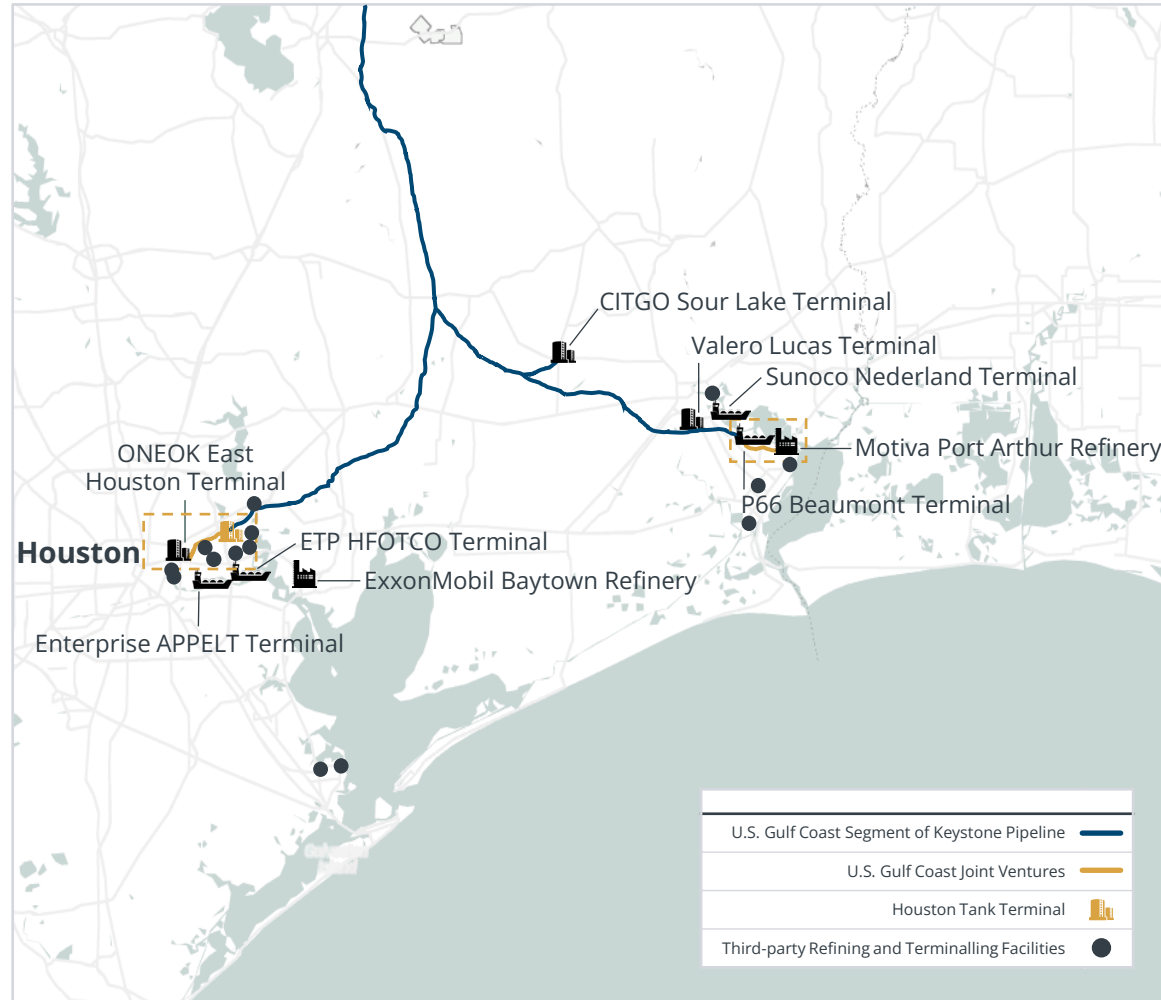 CITGO Sour Lake Terminal
Valero Lucas Terminal
Sunoco Nederland Terminal
ONEOK East
Houston Terminal
Motiva Port Arthur Refinery
P66 Beaumont Terminal
Houston
ETP HFOTCO Terminal
ExxonMobil Baytown Refinery
Enterprise APPELT Terminal
U.S. Gulf Coast Segment of Keystone Pipeline
U.S. Gulf Coast Joint Ventures
Houston Tank Terminal
Third-party Refining and Terminalling Facilities